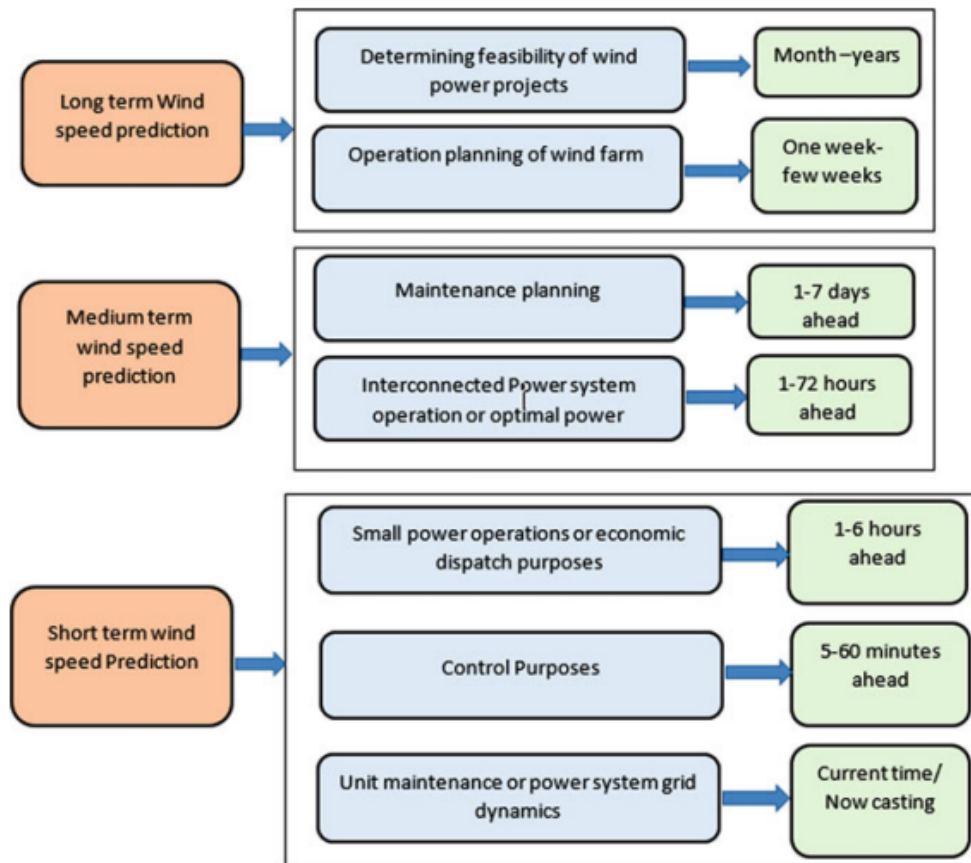 Long term Wind
speed prediction
Determining feasibility of wind
power projects
Month –years
Operation planning of wind farm
One week-
few weeks
Medium term
wind speed
prediction
Maintenance planning
1-7 days
ahead
Interconnected Power system
operation or optimal power
1-72 hours
ahead
Short term wind
speed Prediction
Small power operations or economic
dispatch purposes
1-6 hours
ahead
Control Purposes
5-60 minutes
ahead
Unit maintenance or power system grid
dynamics
Current time/
Now casting